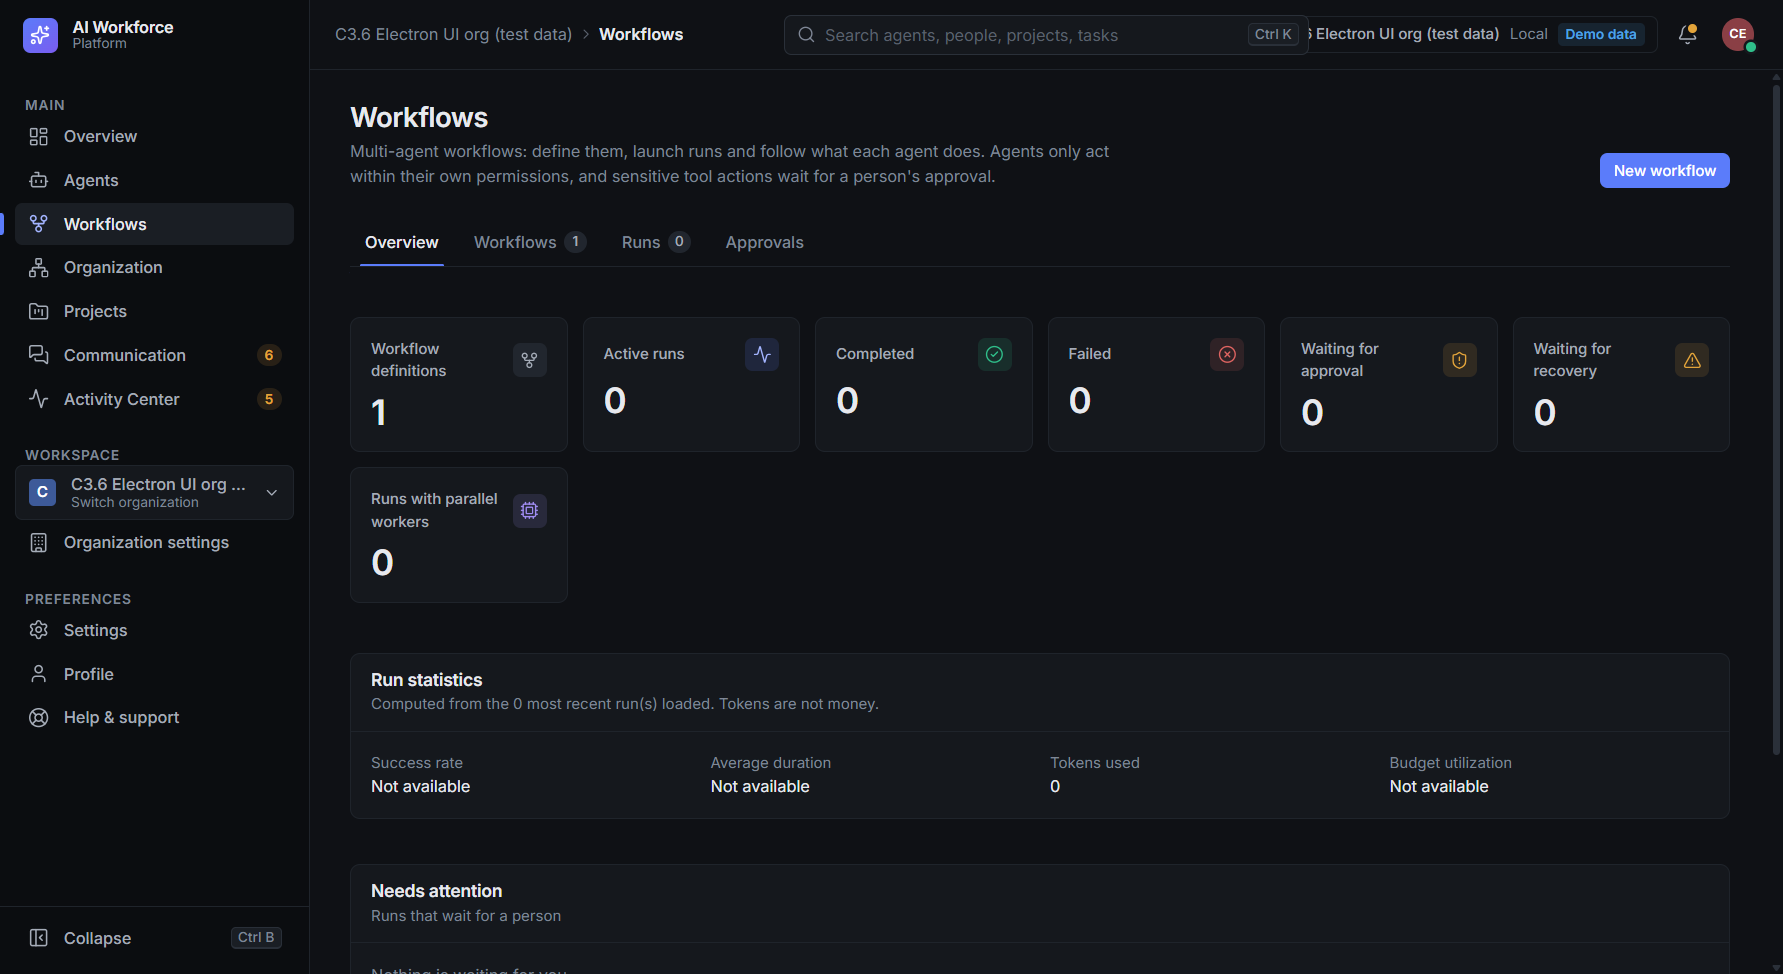 AI Workforce
Platform
C3.6 Electron UI org (test data) > Workflows
Search agents, people, projects, tasks
Ctrl K
Electron UI org (test data) Local Demo data
CE
MAIN
Overview
Agents
Workflows
Organization
Projects
Communication 6
Activity Center 5
WORKSPACE
C
C3.6 Electron UI org ...
Switch organization
Organization settings
PREFERENCES
Settings
Profile
Help & support
Collapse Ctrl B
Workflows
Multi-agent workflows: define them, launch runs and follow what each agent does. Agents only act
within their own permissions, and sensitive tool actions wait for a person's approval.
New workflow
Overview Workflows 1 Runs 0 Approvals
Workflow
definitions
1
Active runs
0
Completed
0
Failed
0
Waiting for
approval
0
Waiting for
recovery
0
Runs with parallel
workers
0
Run statistics
Computed from the 0 most recent run(s) loaded. Tokens are not money.
Success rate
Not available
Average duration
Not available
Tokens used
0
Budget utilization
Not available
Needs attention
Runs that wait for a person
Nothing is waiting for you